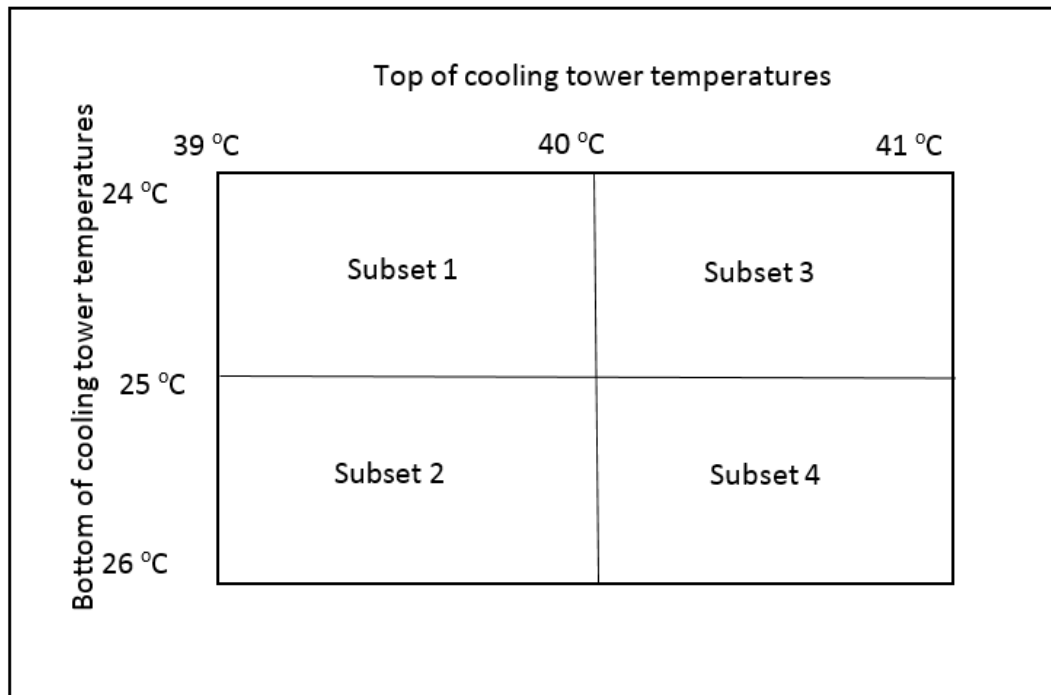 Top of cooling tower temperatures
39 °C 40 °C 41 °C
Bottom of cooling tower temperatures
24 °C
Subset 1 Subset 3
25 °C
Subset 2 Subset 4
26 °C